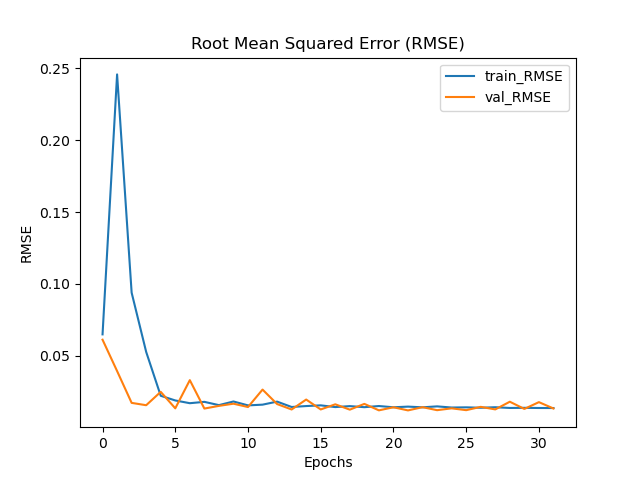 Root Mean Squared Error (RMSE)
train_RMSE
val_RMSE
0.25
0.20
0.15
0.10
0.05
RMSE
0 5 10 15 20 25 30
Epochs